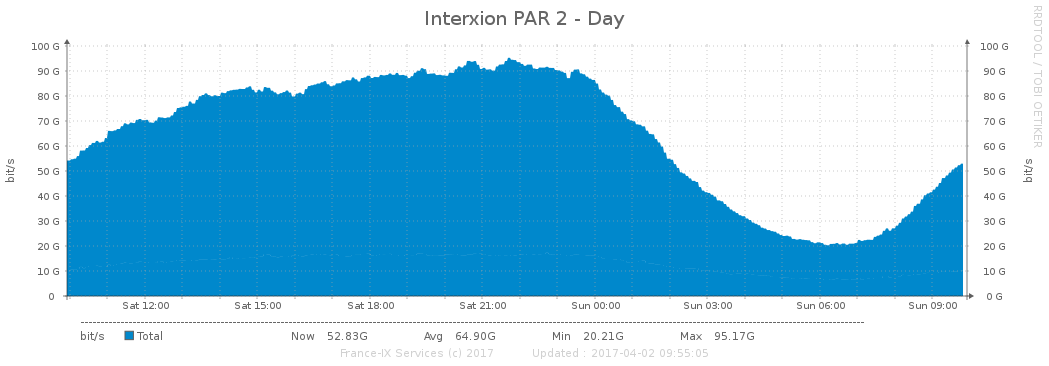 Interxion PAR 2 - Day
RRDTOOL / TOBI OETIKER
bit/s
100 G 100 G
90 G 90 G
80 G 80 G
70 G 70 G
60 G 60 G
50 G 50 G
40 G 40 G
30 G 30 G
20 G 20 G
10 G 10 G
0 0 G
bit/s
Sat 12:00 Sat 15:00 Sat 18:00 Sat 21:00 Sun 00:00 Sun 03:00 Sun 06:00 Sun 09:00
bit/s Total Now 52.83G Avg 64.90G Min 20.21G Max 95.17G
France-IX Services (c) 2017 Updated : 2017-04-02 09:55:05